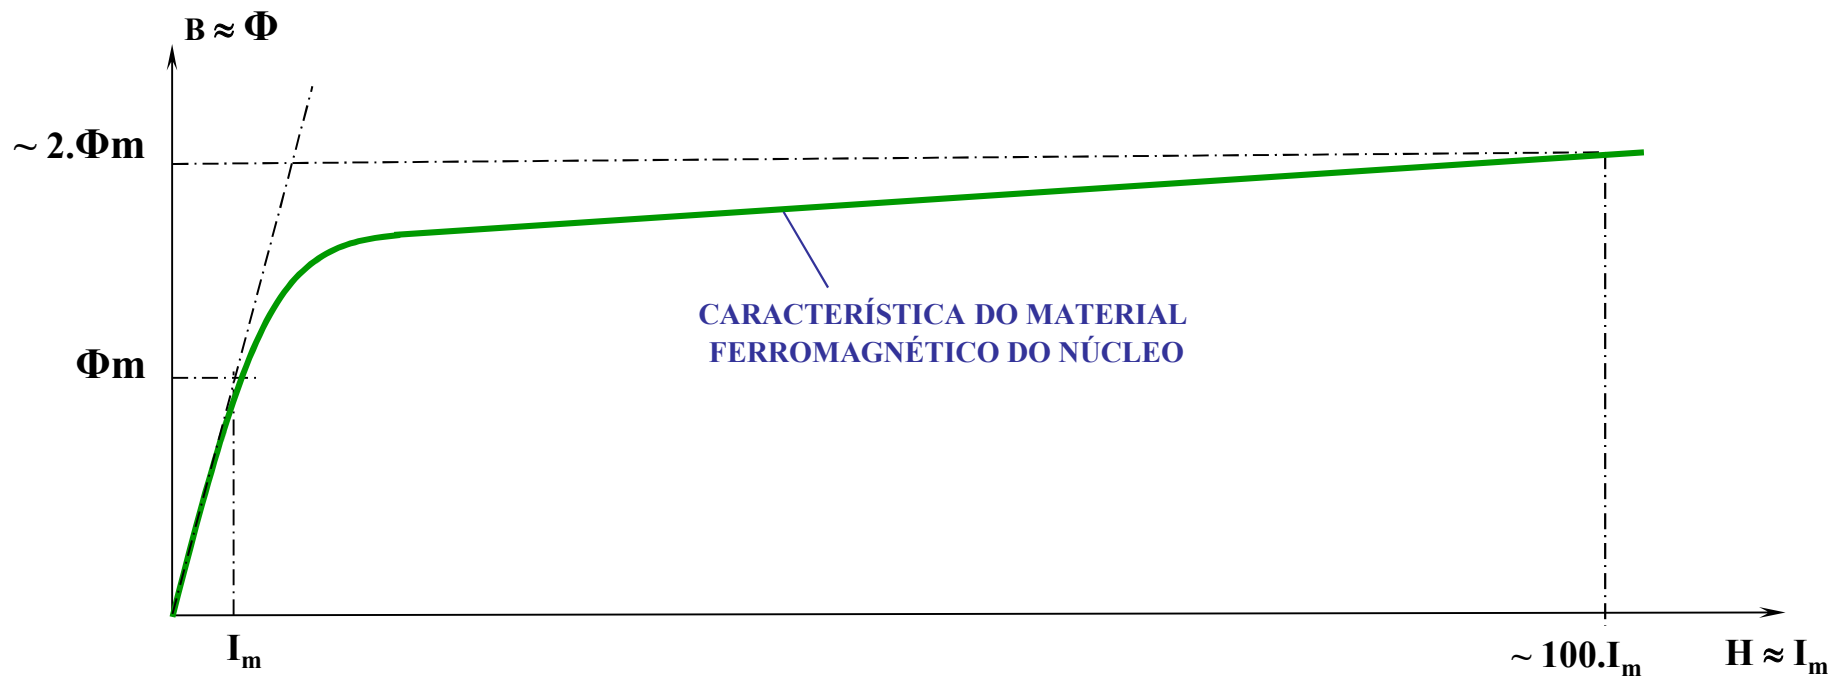 B ≈ Φ
~ 2.Φm
CARACTERÍSTICA DO MATERIAL
FERROMAGNÉTICO DO NÚCLEO
Φm
Im
~ 100.Im
H ≈ Im